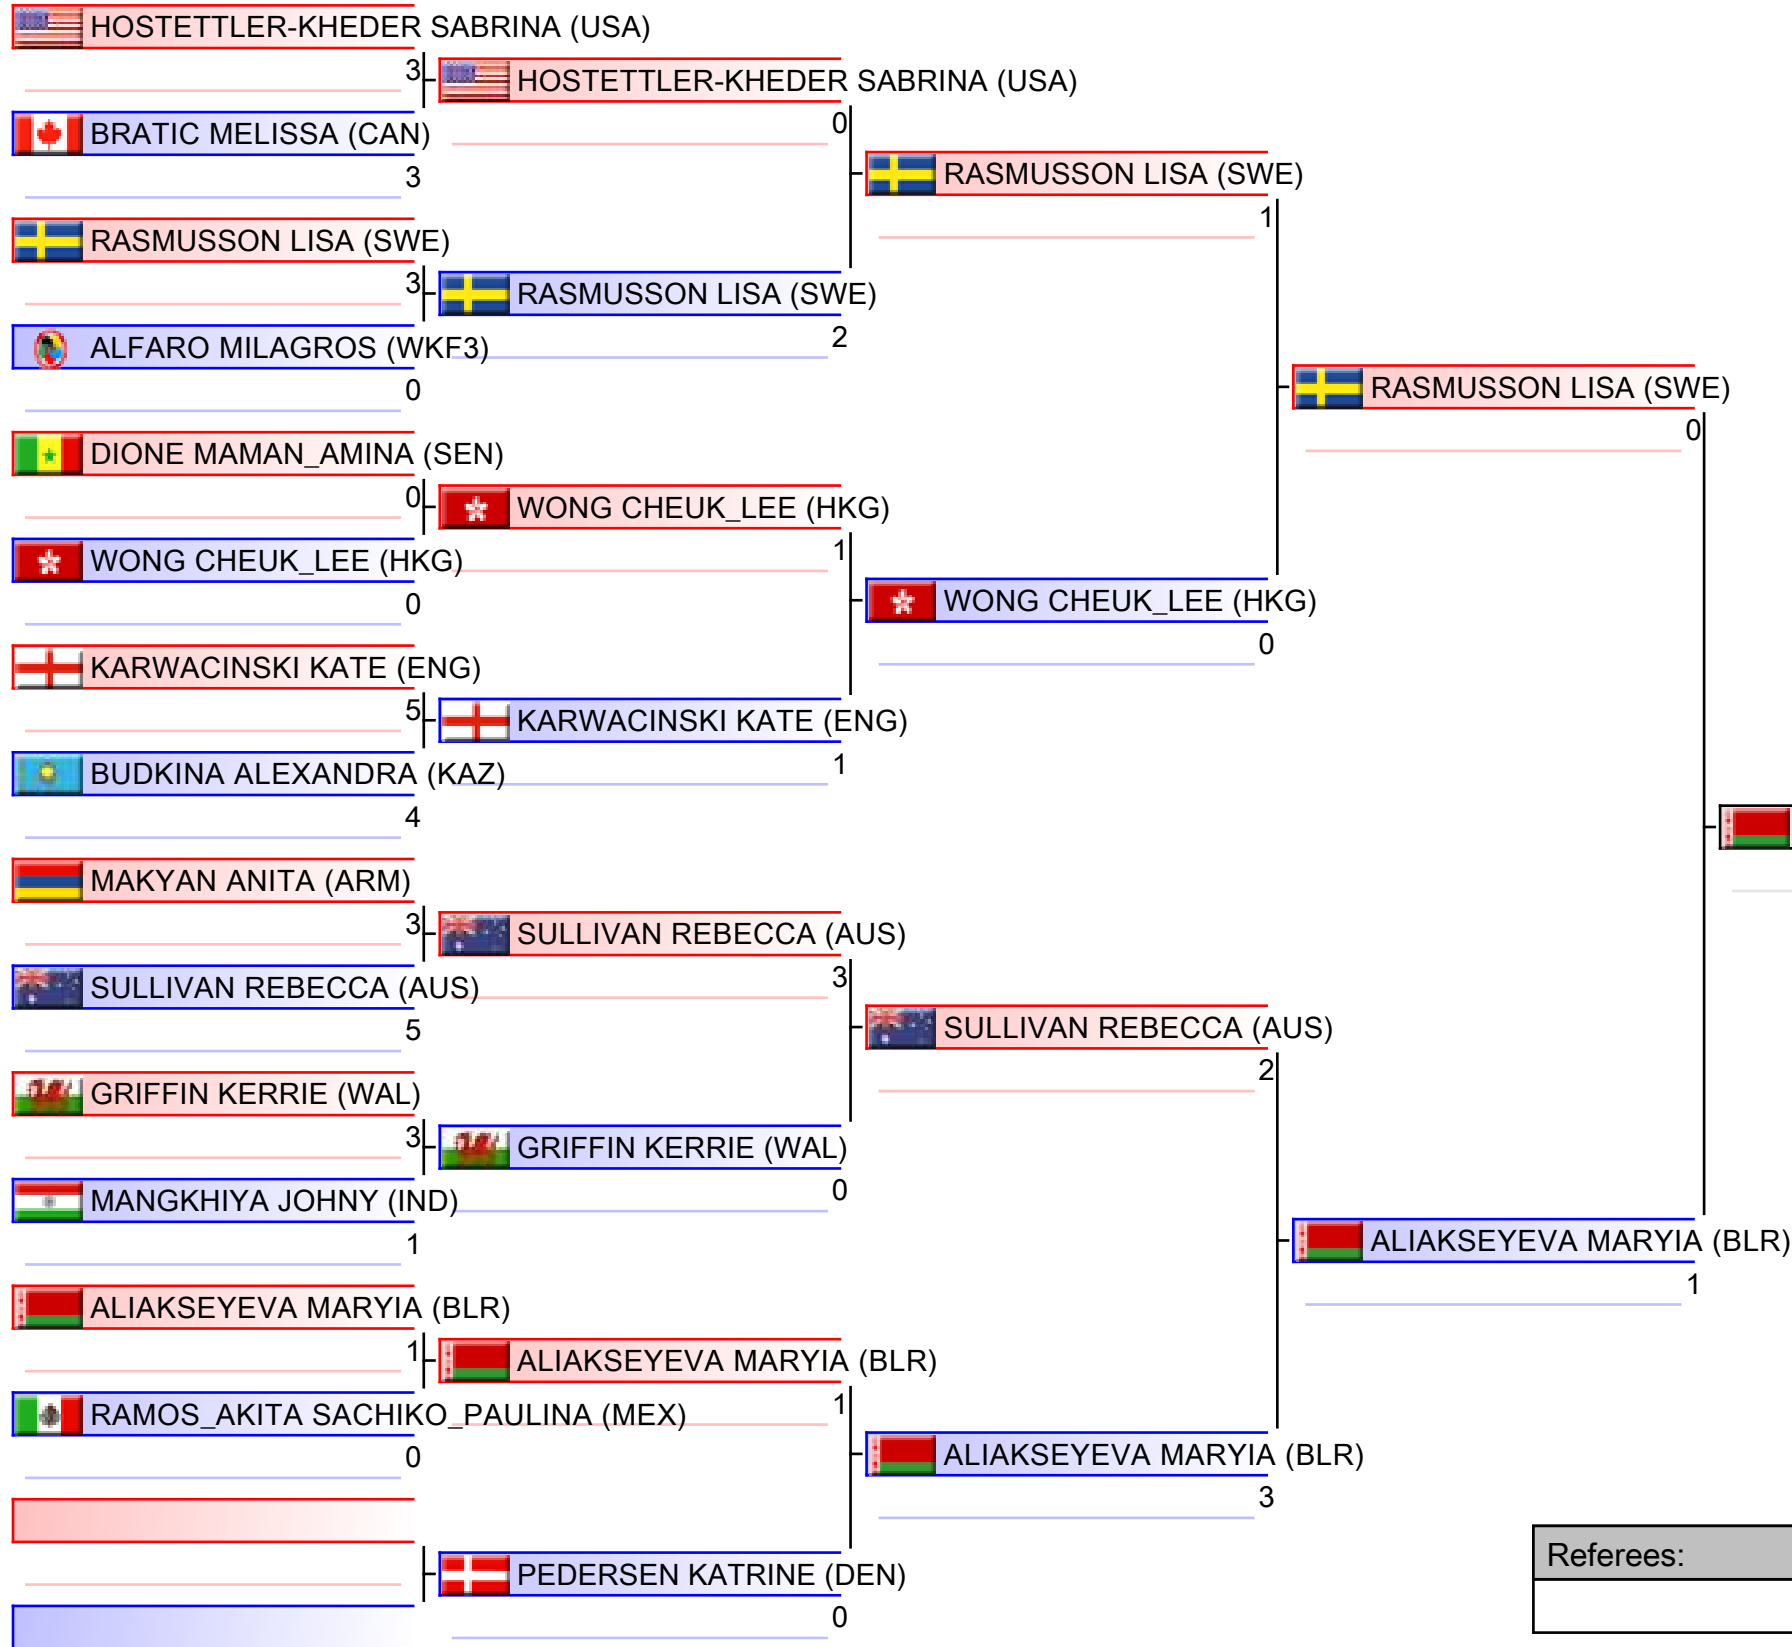 HOSTETTLER-KHEDER SABRINA (USA)
3
HOSTETTLER-KHEDER SABRINA (USA)
0
BRATIC MELISSA (CAN)
3
RASMUSSON LISA (SWE)
1
RASMUSSON LISA (SWE)
3
RASMUSSON LISA (SWE)
2
ALFARO MILAGROS (WKF3)
0
RASMUSSON LISA (SWE)
0
DIONE MAMAN_AMINA (SEN)
0
WONG CHEUK_LEE (HKG)
1
WONG CHEUK_LEE (HKG)
0
WONG CHEUK_LEE (HKG)
0
KARWACINSKI KATE (ENG)
5
KARWACINSKI KATE (ENG)
1
BUDKINA ALEXANDRA (KAZ)
4
MAKYAN ANITA (ARM)
3
SULLIVAN REBECCA (AUS)
3
SULLIVAN REBECCA (AUS)
5
SULLIVAN REBECCA (AUS)
2
GRIFFIN KERRIE (WAL)
3
GRIFFIN KERRIE (WAL)
0
MANGKHIYA JOHNY (IND)
1
ALIAKSEYEVA MARYIA (BLR)
1
ALIAKSEYEVA MARYIA (BLR)
1
ALIAKSEYEVA MARYIA (BLR)
1
RAMOS_AKITA SACHIKO_PAULINA (MEX)
0
ALIAKSEYEVA MARYIA (BLR)
3
PEDERSEN KATRINE (DEN)
0
Referees: